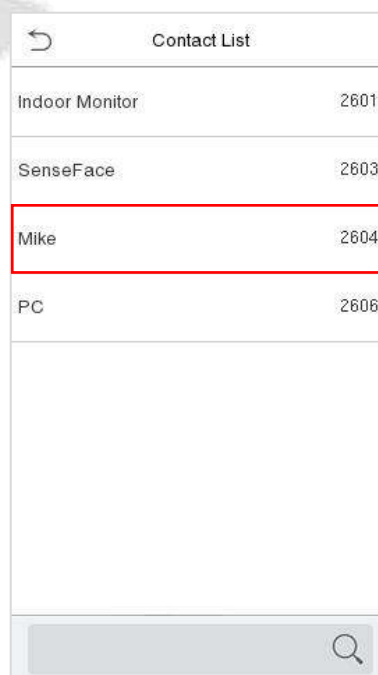 Contact List
Indoor Monitor 2601
SenseFace 2603
Mike 2604
PC 2606